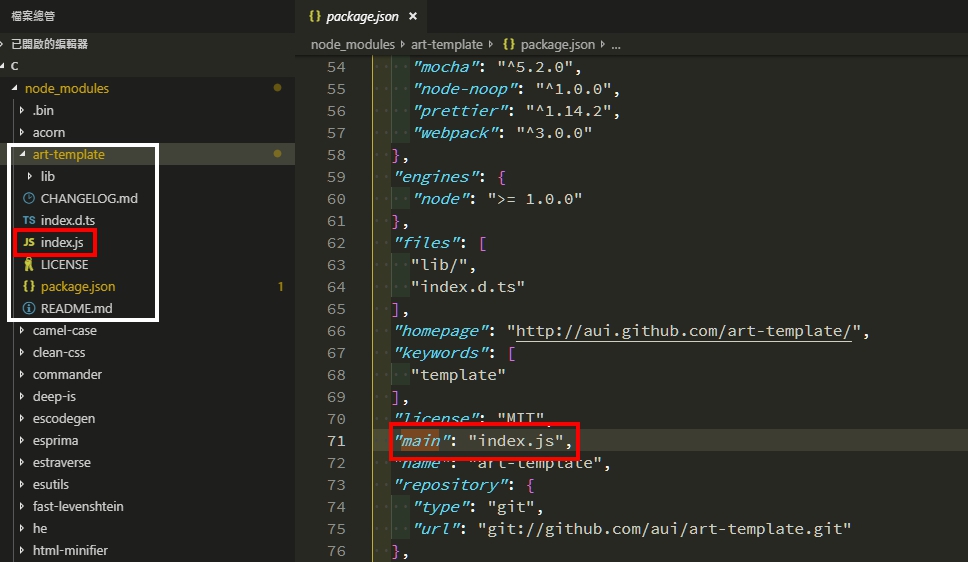 檔案總管
已開啟的編輯器
C
node_modules
.bin
acorn
art-template
lib
CHANGELOG.md
TS index.d.ts
JS index.js
LICENSE
{} package.json 1
README.md
camel-case
clean-css
commander
deep-is
escodegen
esprima
estraverse
esutils
fast-levenshtein
he
html-minifier
{} package.json ×
node_modules › art-template › {} package.json › ...
54 "mocha": "^5.2.0",
55 "node-noop": "^1.0.0",
56 "prettier": "^1.14.2",
57 "webpack": "^3.0.0"
58 },
59 "engines": {
60 "node": ">= 1.0.0"
61 },
62 "files": [
63 "lib/",
64 "index.d.ts"
65 ],
66 "homepage": "http://aui.github.com/art-template/",
67 "keywords": [
68 "template"
69 ],
70 "license": "MIT",
71 "main": "index.js",
72 "name": "art-template",
73 "repository": {
74 "type": "git",
75 "url": "git://github.com/aui/art-template.git"
76 },